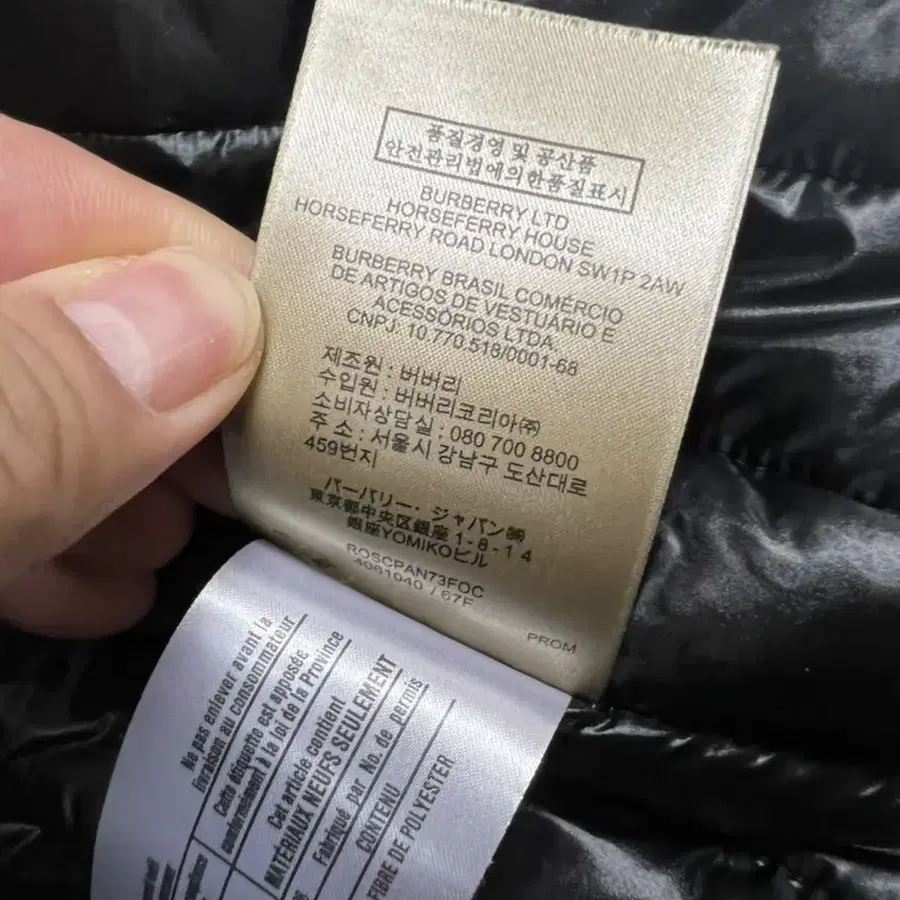 품질경영 및 공산품
안전관리법에의한품질표시
BURBERRY LTD
HORSEFERRY HOUSE
HORSEFERRY ROAD LONDON SW1P 2AW
BURBERRY BRASIL COMÉRCIO
DE ARTIGOS DE VESTUÁRIO E
ACESSÓRIOS LTDA
CNPJ: 10.770.518/0001-68
제조원 : 버버리
수입원 : 버버리코리아㈜
소비자상담실 : 080 700 8800
주 소 : 서울시 강남구 도산대로
459번지
バーバリー・ジャパン㈱
東京都中央区銀座1-8-14
銀座YOMIKOビル
ROSCPAN73FOC
4061040 / 67F
PROM
Ne pas enlever avant la
livraison au consommateur
Cette étiquette est apposée
conformément à la loi de la Province
Cet article contient
MATÉRIAUX NEUFS SEULEMENT
Fabriqué par No. de permis
CONTENU
FIBRE DE POLYESTER